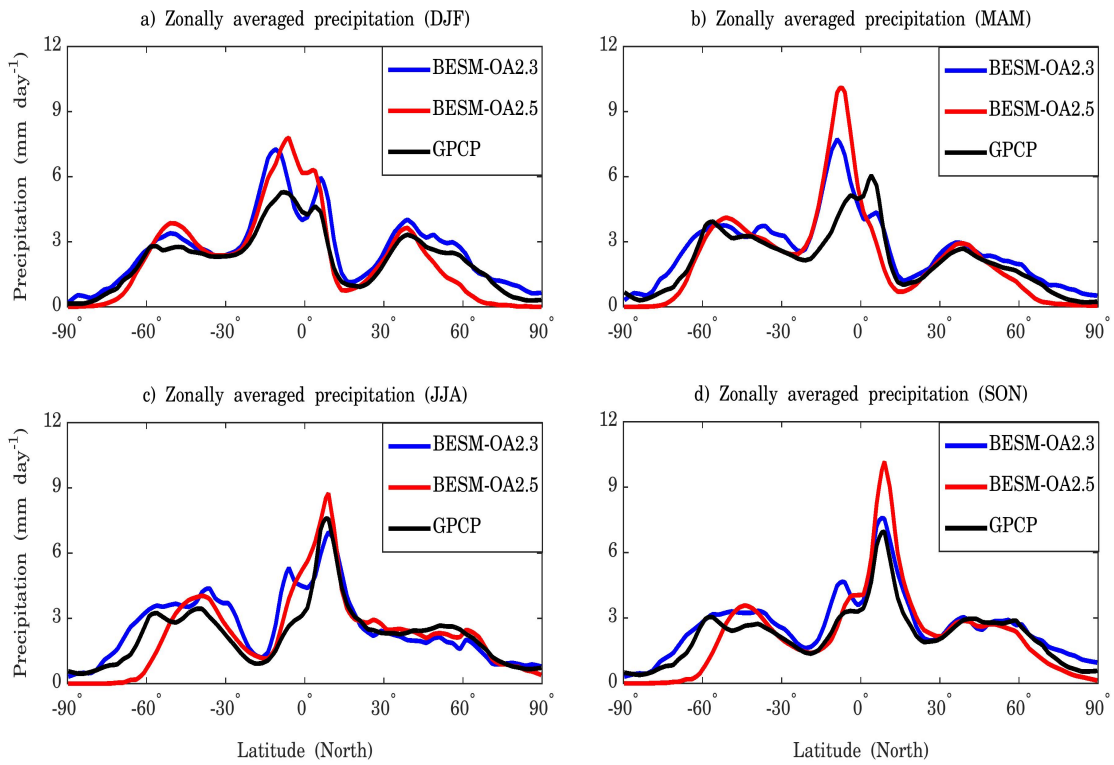 a) Zonally averaged precipitation (DJF)
Precipitation (mm day-1)
12
9
6
3
0
-90° -60° -30° 0° 30° 60° 90°
BESM-OA2.3
BESM-OA2.5
GPCP
b) Zonally averaged precipitation (MAM)
12
9
6
3
0
-90° -60° -30° 0° 30° 60° 90°
BESM-OA2.3
BESM-OA2.5
GPCP
c) Zonally averaged precipitation (JJA)
Precipitation (mm day-1)
12
9
6
3
0
-90° -60° -30° 0° 30° 60° 90°
Latitude (North)
BESM-OA2.3
BESM-OA2.5
GPCP
d) Zonally averaged precipitation (SON)
12
9
6
3
0
-90° -60° -30° 0° 30° 60° 90°
Latitude (North)
BESM-OA2.3
BESM-OA2.5
GPCP